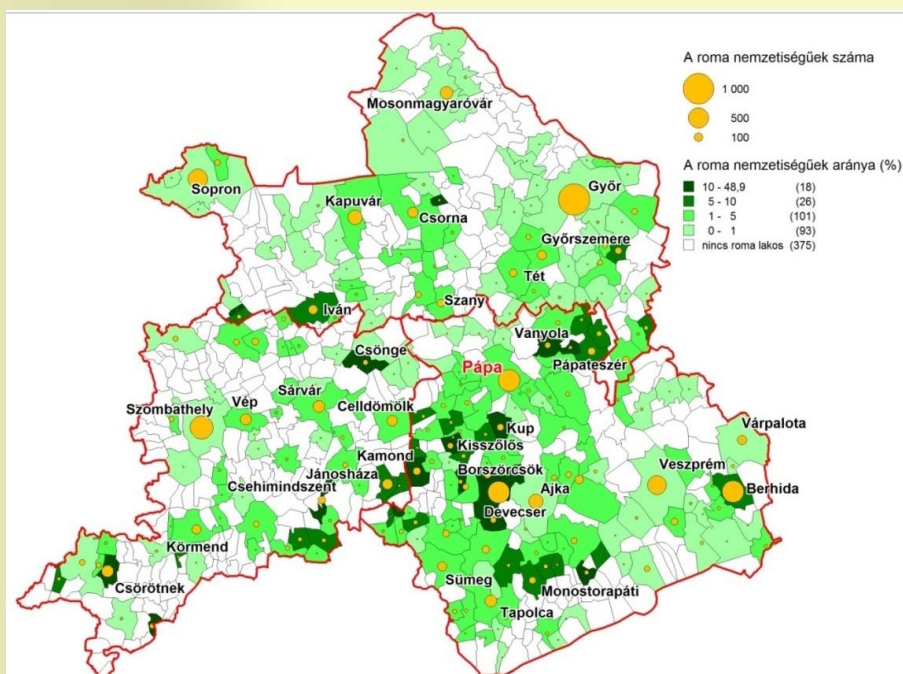 A roma nemzetiségűek száma
1 000
500
100
A roma nemzetiségűek aránya (%)
10 - 48,9 (18)
5 - 10 (26)
1 - 5 (101)
0 - 1 (93)
nincs roma lakos (375)
Mosonmagyaróvár
Sopron
Győr
Kapuvár
Csorna
Győrszemere
Tét
Szany
Iván
Vanyola
Csönge
Pápateszér
Pápa
Sárvár
Vép
Celldömölk
Szombathely
Kup
Várpalota
Kisszőlős
Kamond
Borszörcsök
Veszprém
Jánosháza
Ajka
Berhida
Csehimindszent
Devecser
Körmend
Sümeg
Csörötnek
Monostorapáti
Tapolca